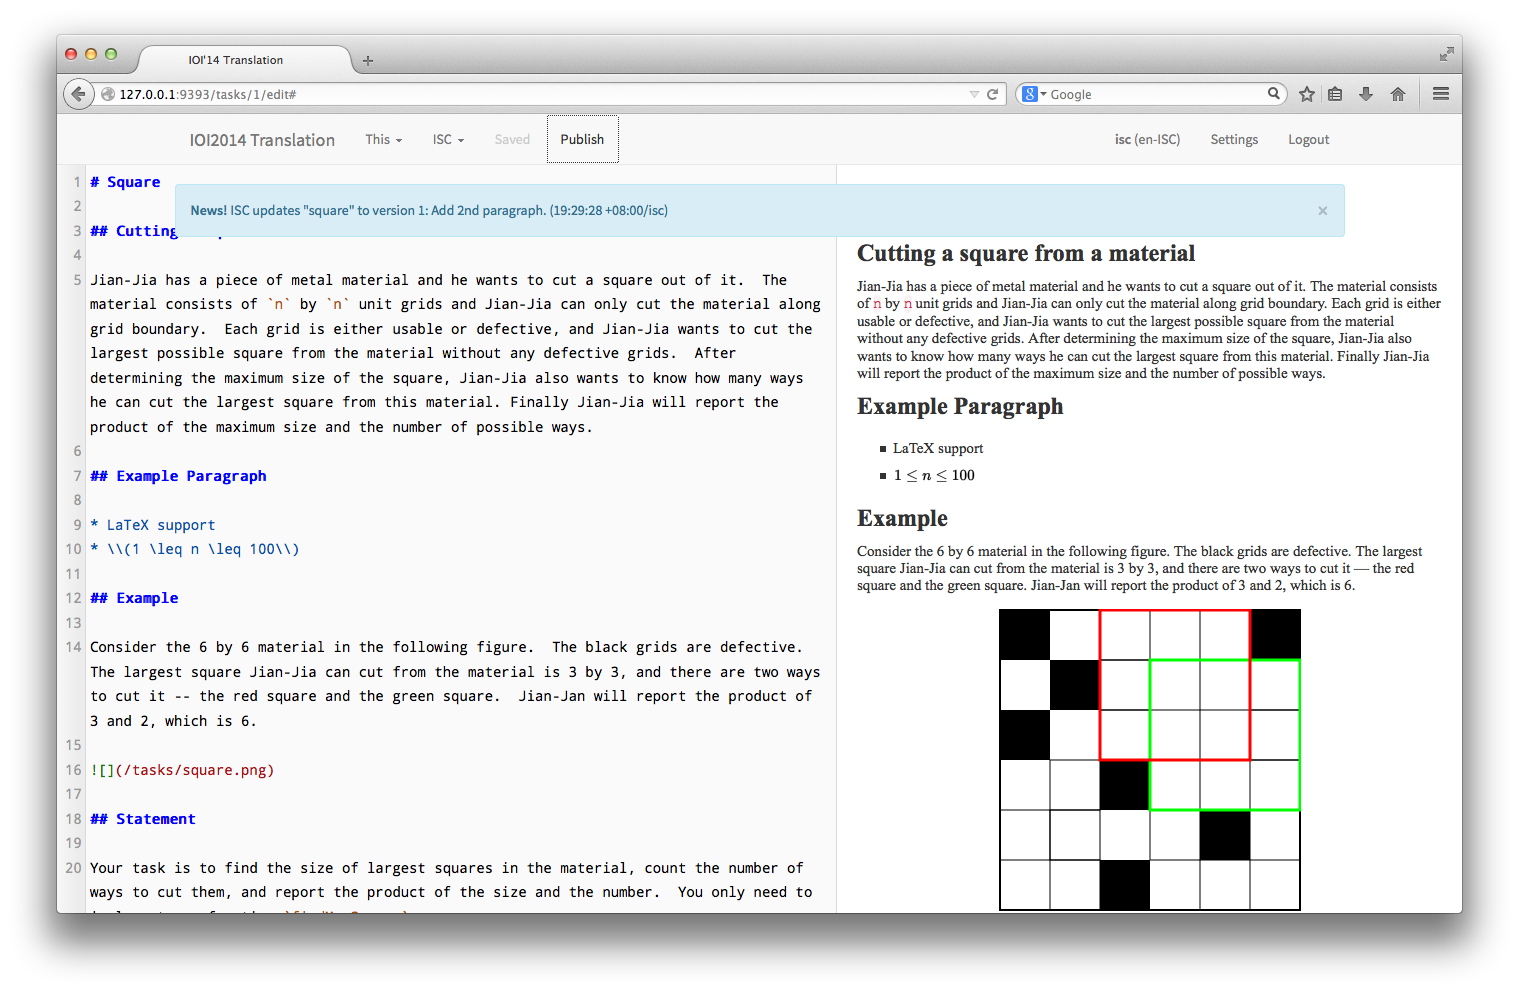 IOI'14 Translation
127.0.0.1:9393/tasks/1/edit#
Google
IOI2014 Translation
This
ISC
Saved
Publish
isc (en-ISC)
Settings
Logout
News! ISC updates "square" to version 1: Add 2nd paragraph. (19:29:28 +08:00/isc)
×
1 # Square
2
3 ## Cutting
4
5 Jian-Jia has a piece of metal material and he wants to cut a square out of it.  The
material consists of `n` by `n` unit grids and Jian-Jia can only cut the material along
grid boundary.  Each grid is either usable or defective, and Jian-Jia wants to cut the
largest possible square from the material without any defective grids.  After
determining the maximum size of the square, Jian-Jia also wants to know how many ways
he can cut the largest square from this material. Finally Jian-Jia will report the
product of the maximum size and the number of possible ways.
6
7 ## Example Paragraph
8
9 * LaTeX support
10 * \\(1 \leq n \leq 100\\)
11
12 ## Example
13
14 Consider the 6 by 6 material in the following figure.  The black grids are defective.
The largest square Jian-Jia can cut from the material is 3 by 3, and there are two ways
to cut it -- the red square and the green square.  Jian-Jan will report the product of
3 and 2, which is 6.
15
16 ![](/tasks/square.png)
17
18 ## Statement
19
20 Your task is to find the size of largest squares in the material, count the number of
ways to cut them, and report the product of the size and the number.  You only need to
Cutting a square from a material
Jian-Jia has a piece of metal material and he wants to cut a square out of it. The material consists
of n by n unit grids and Jian-Jia can only cut the material along grid boundary. Each grid is either
usable or defective, and Jian-Jia wants to cut the largest possible square from the material
without any defective grids. After determining the maximum size of the square, Jian-Jia also
wants to know how many ways he can cut the largest square from this material. Finally Jian-Jia
will report the product of the maximum size and the number of possible ways.
Example Paragraph
LaTeX support
1 ≤ n ≤ 100
Example
Consider the 6 by 6 material in the following figure. The black grids are defective. The largest
square Jian-Jia can cut from the material is 3 by 3, and there are two ways to cut it — the red
square and the green square. Jian-Jan will report the product of 3 and 2, which is 6.